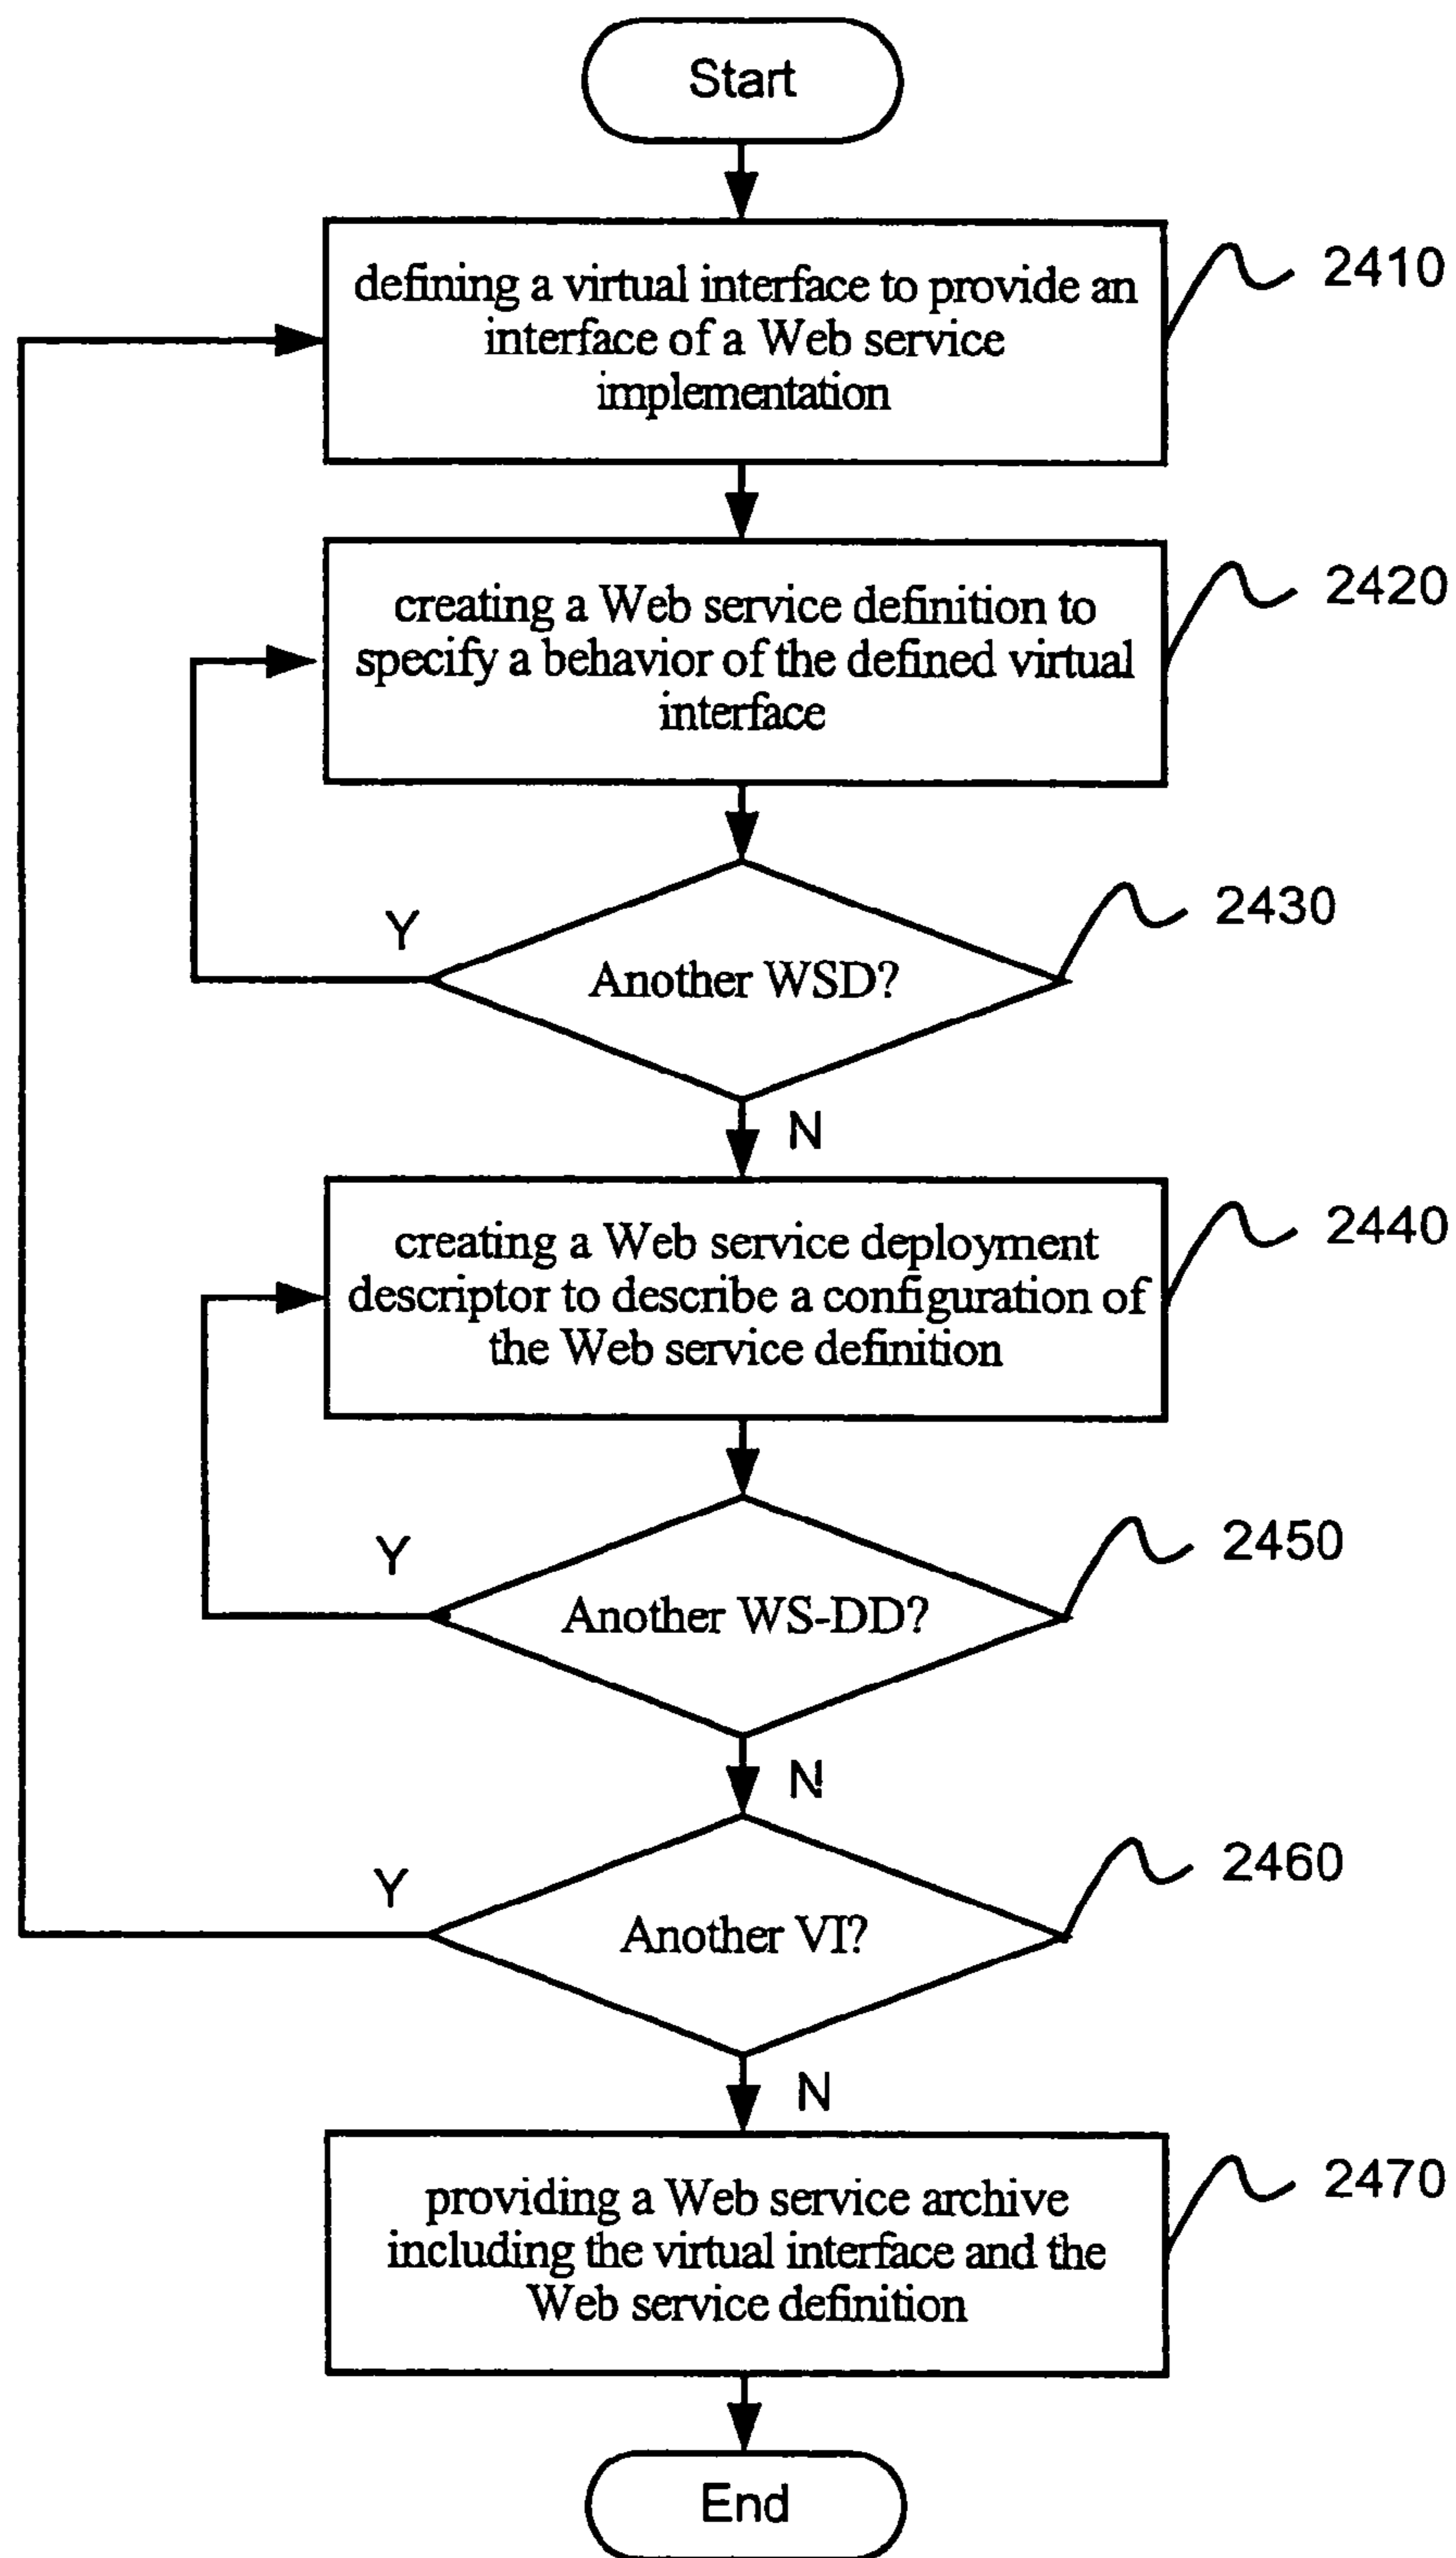 Start
defining a virtual interface to provide an
interface of a Web service
implementation
2410
creating a Web service definition to
specify a behavior of the defined virtual
interface
2420
Another WSD?
2430
Y
N
creating a Web service deployment
descriptor to describe a configuration of
the Web service definition
2440
Another WS-DD?
2450
Y
N
Another VI?
2460
Y
N
providing a Web service archive
including the virtual interface and the
Web service definition
2470
End